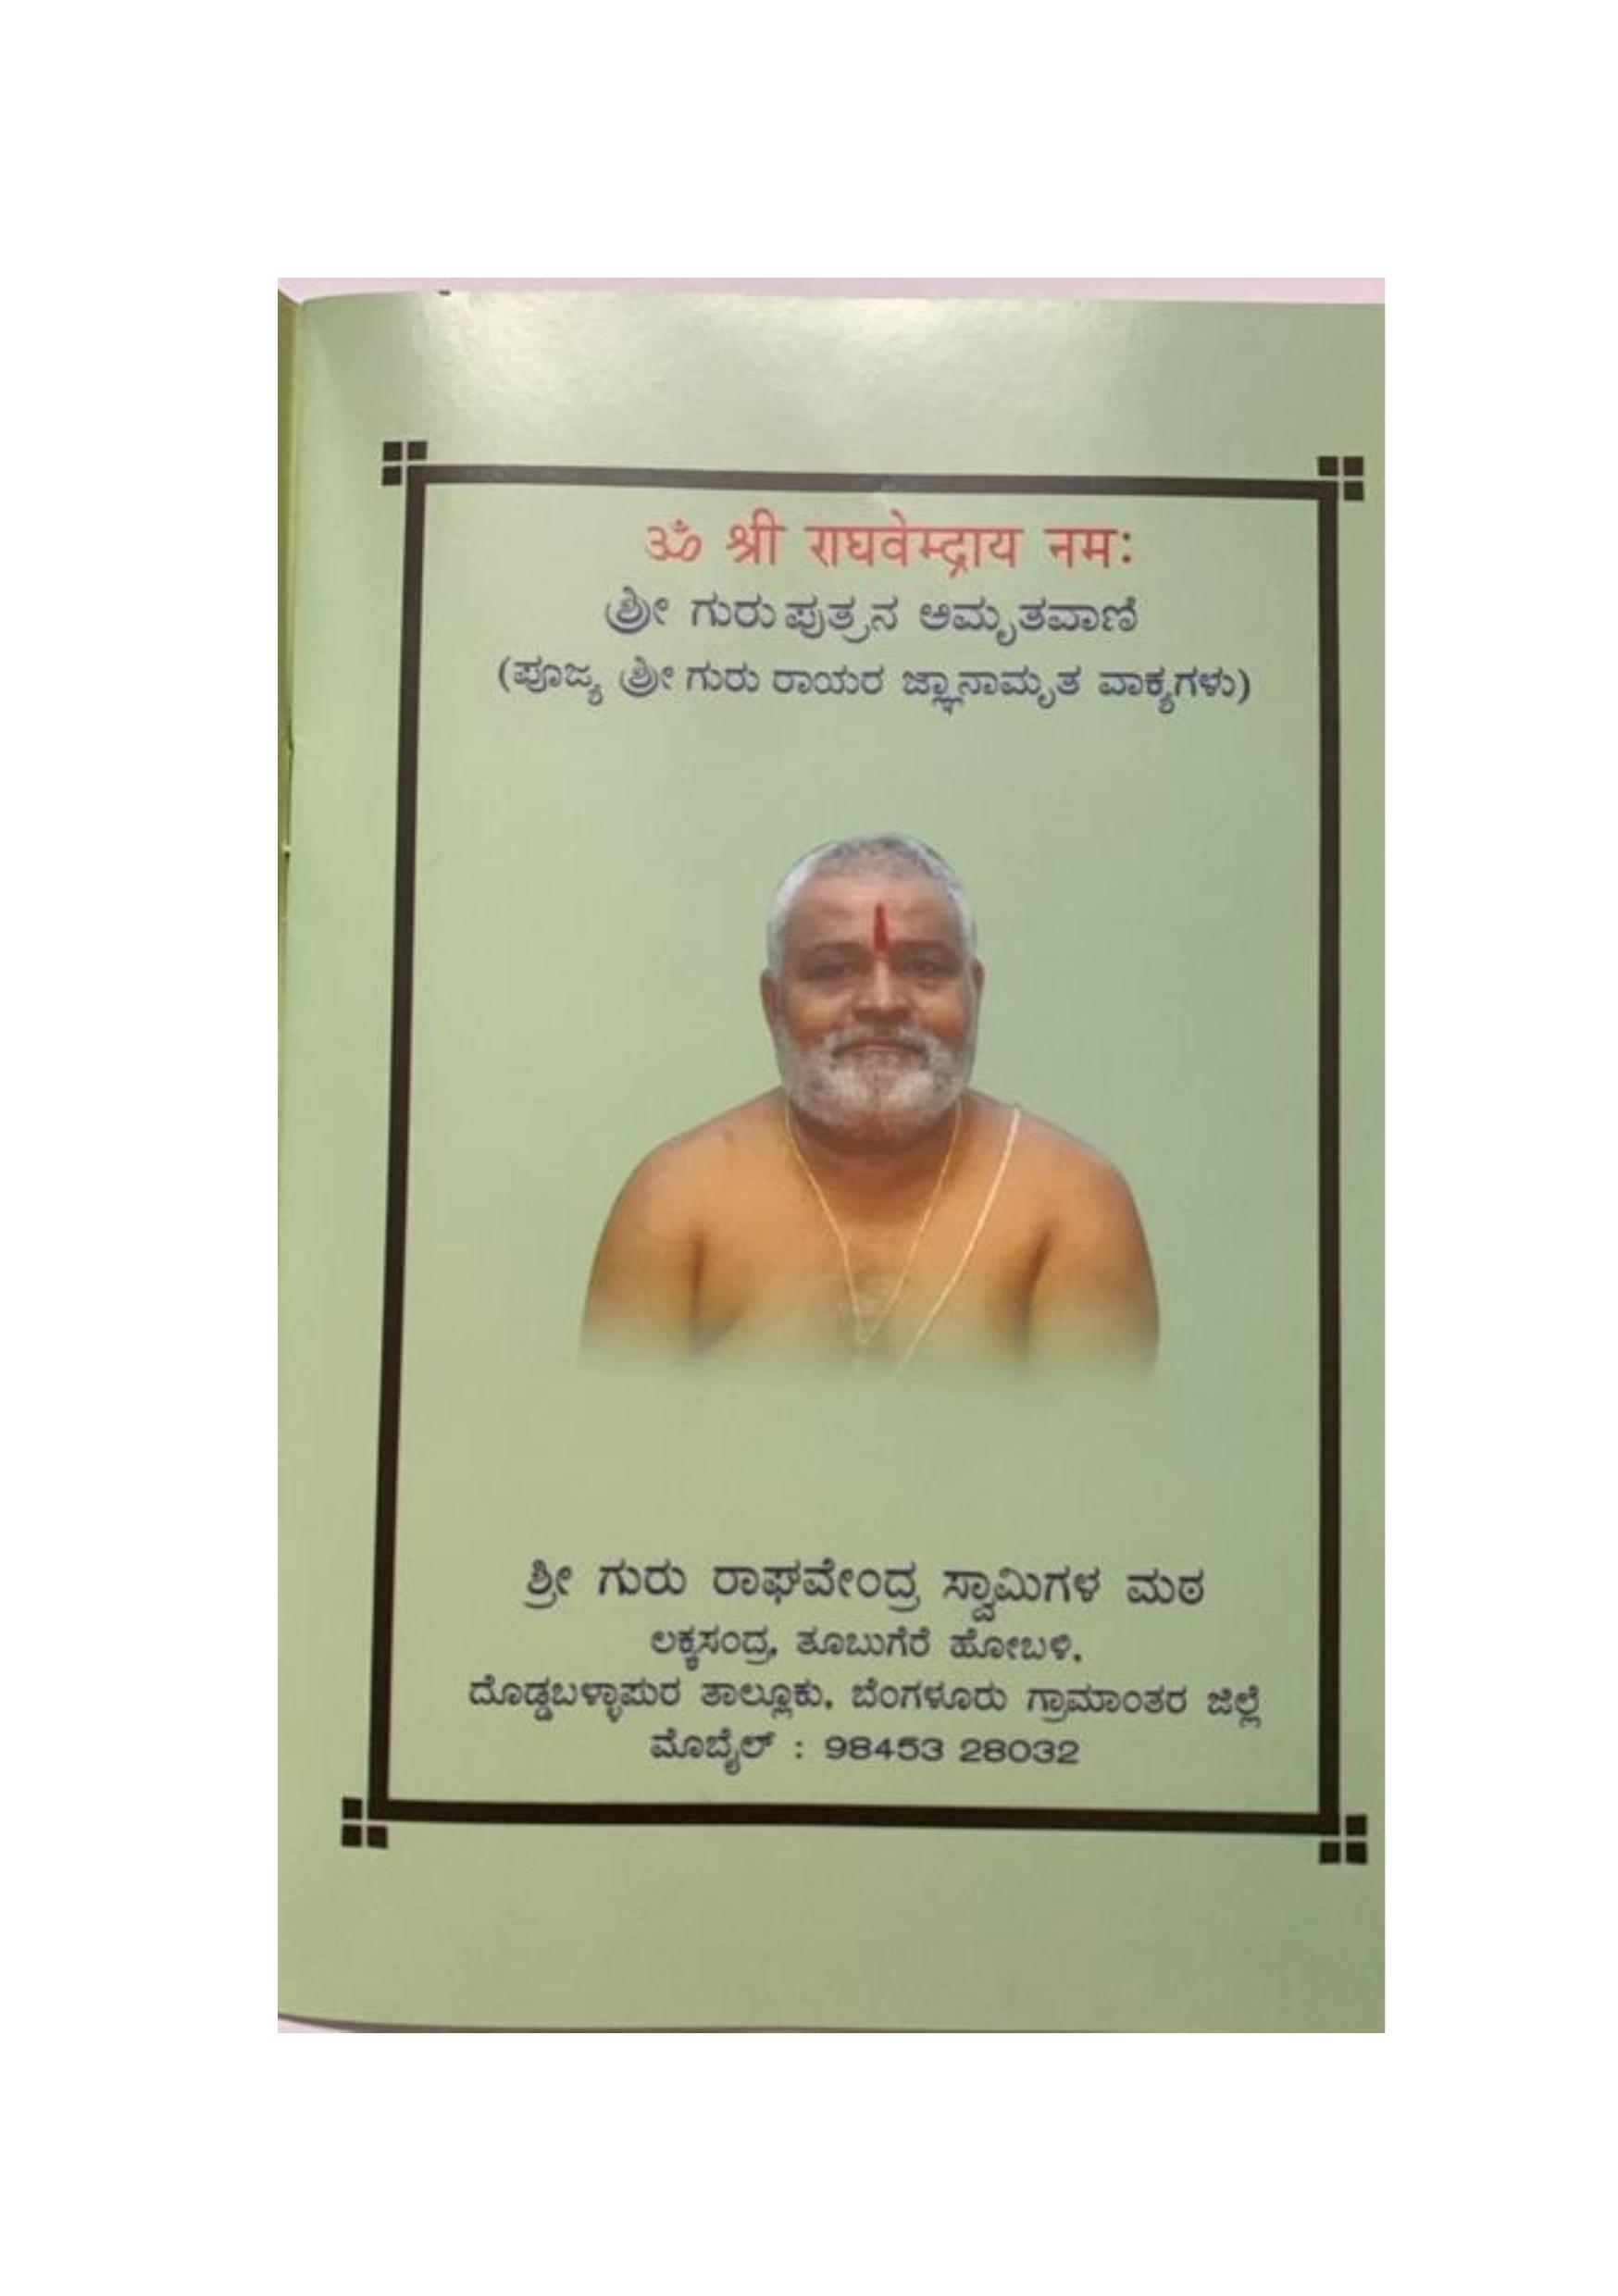 ॐ श्री राघवेम्द्राय नमः
ಶ್ರೀ ಗುರುಪುತ್ರನ ಅಮೃತವಾಣಿ
(ಪೂಜ್ಯ ಶ್ರೀ ಗುರು ರಾಯರ ಜ್ಞಾನಾಮೃತ ವಾಕ್ಯಗಳು)
ಶ್ರೀ ಗುರು ರಾಘವೇಂದ್ರ ಸ್ವಾಮಿಗಳ ಮಠ
ಲಕ್ಕಸಂದ್ರ, ತೂಬುಗೆರೆ ಹೋಬಳಿ,
ದೊಡ್ಡಬಳ್ಳಾಪುರ ತಾಲ್ಲೂಕು, ಬೆಂಗಳೂರು ಗ್ರಾಮಾಂತರ ಜಿಲ್ಲೆ
ಮೊಬೈಲ್ : 98453 28032